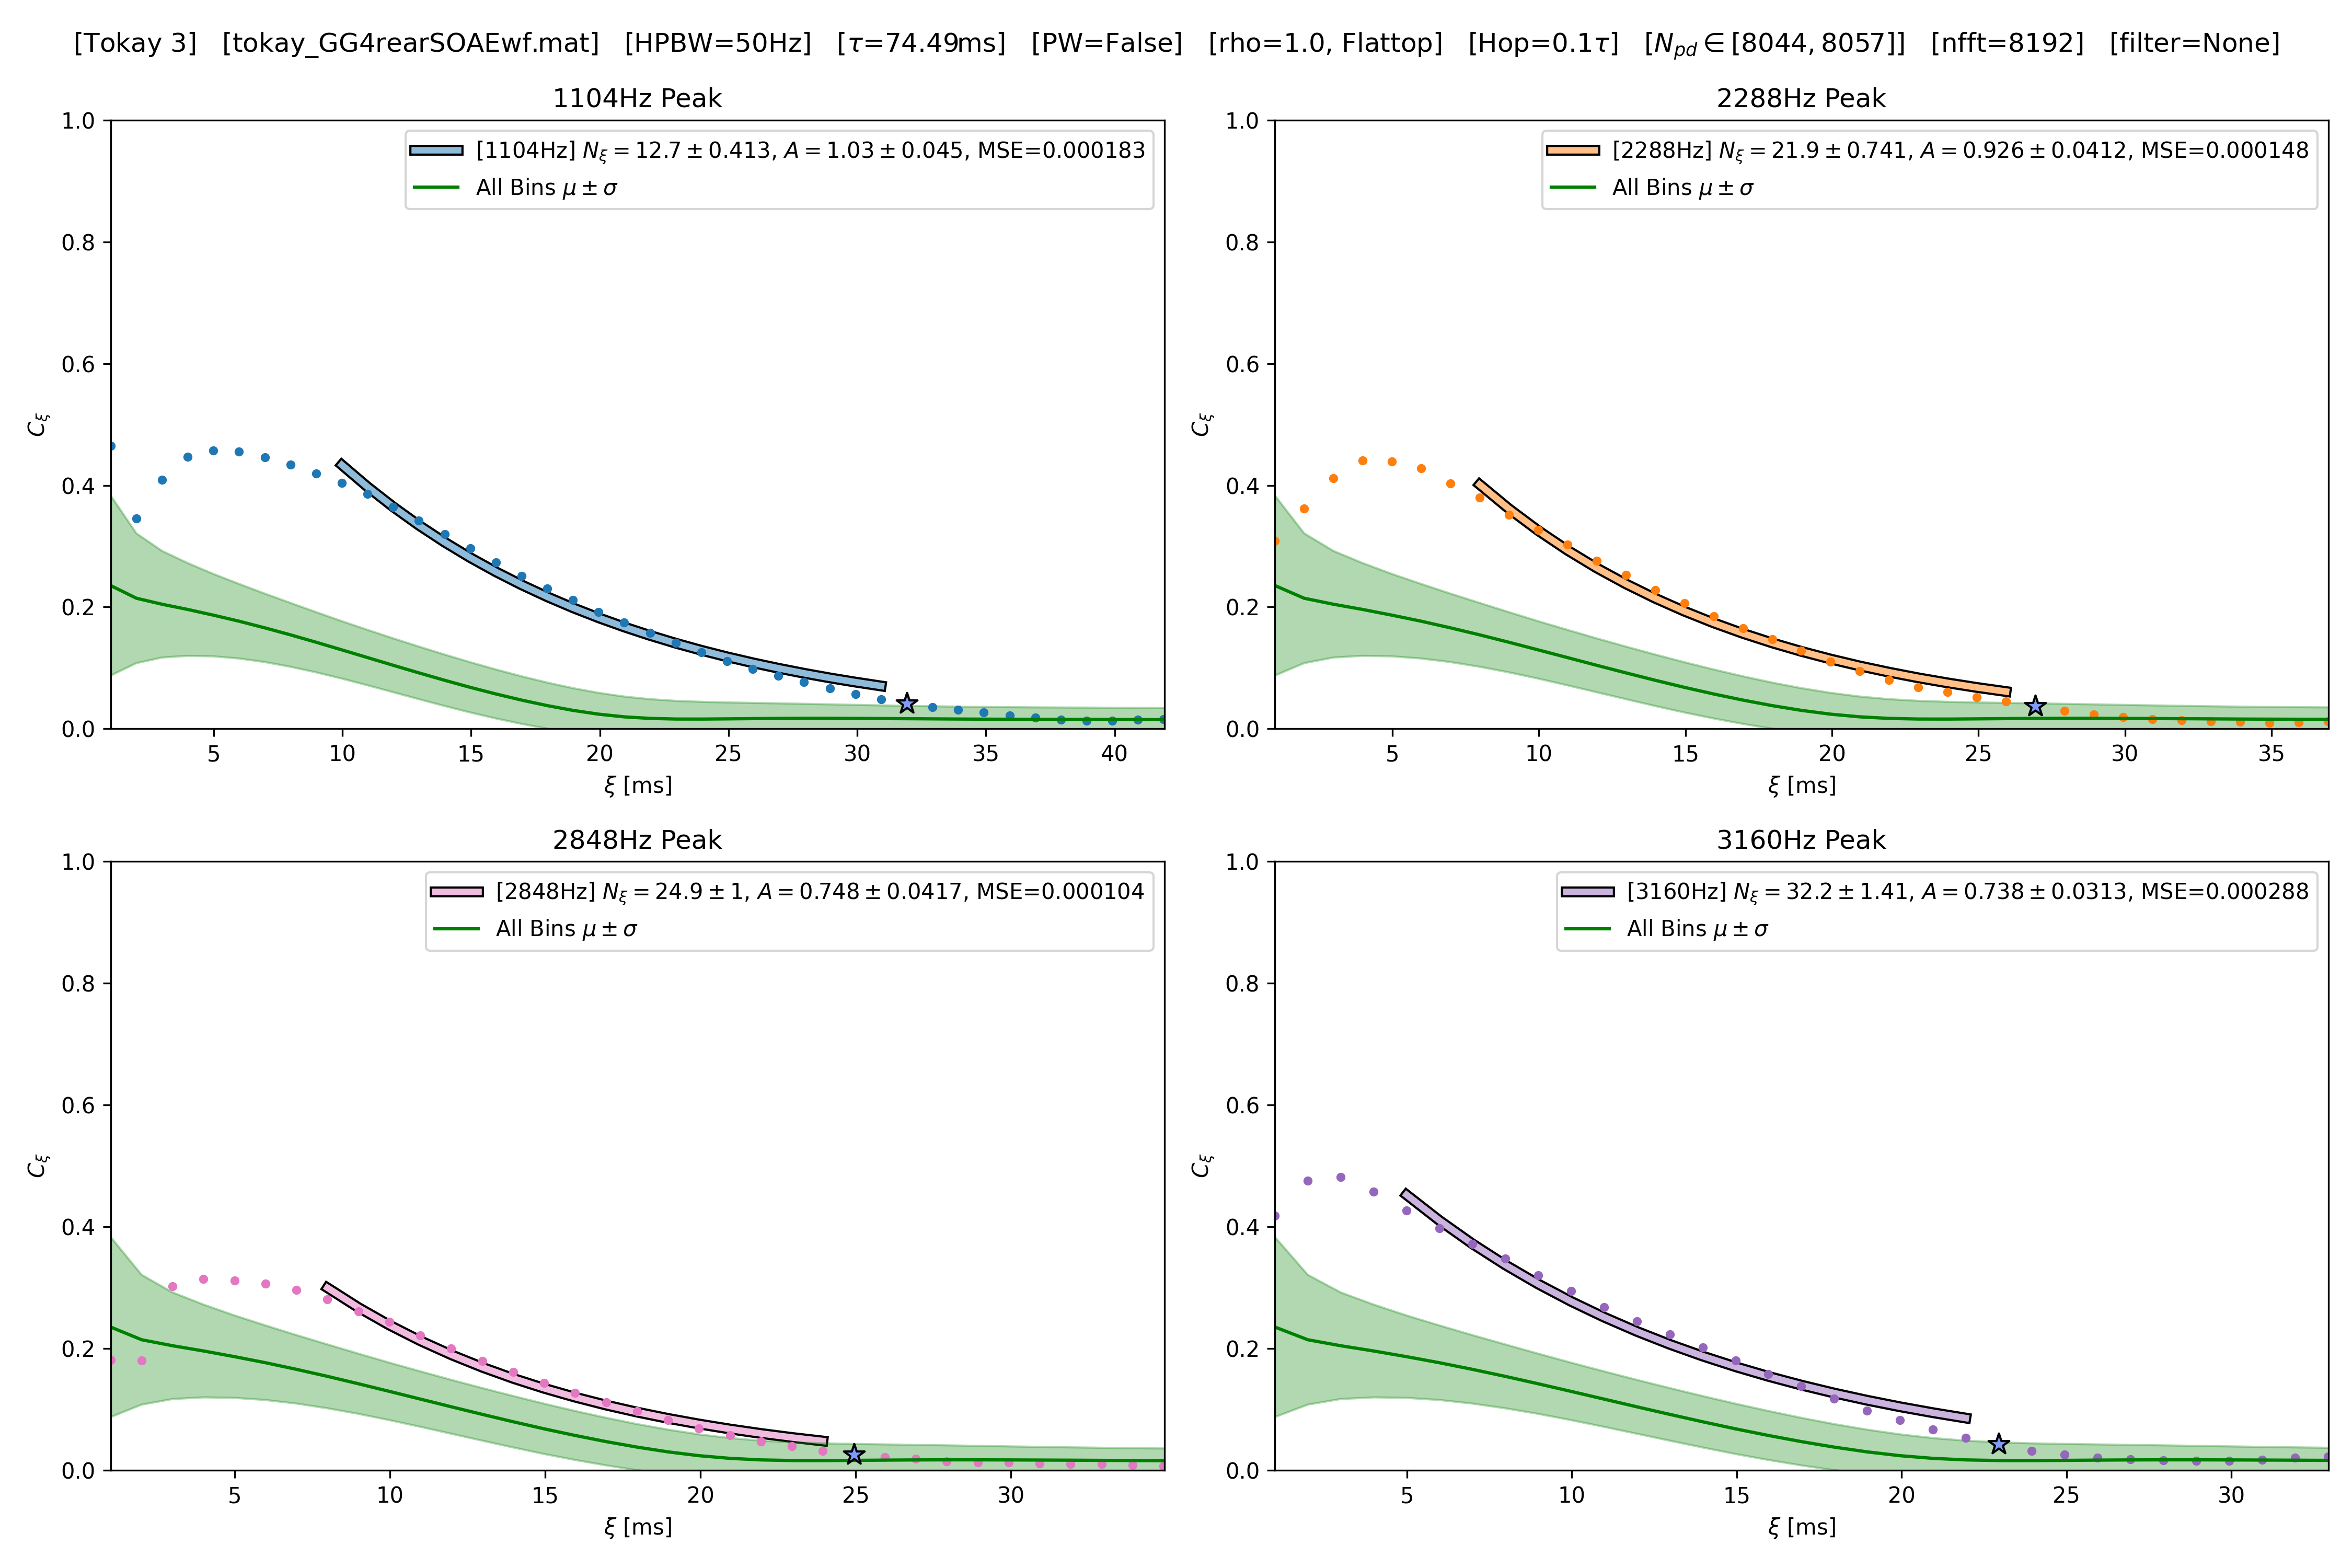 [Tokay 3] [tokay_GG4rearSOAEwf.mat] [HPBW=50Hz] [τ=74.49ms] [PW=False] [rho=1.0, Flattop] [Hop=0.1τ] [N_pd ∈ [8044, 8057]] [nfft=8192] [filter=None]
1104Hz Peak
[1104Hz] N_ξ = 12.7 ± 0.413, A = 1.03 ± 0.045, MSE=0.000183
All Bins μ ± σ
1.0
0.8
0.6
0.4
0.2
0.0
C_ξ
5 10 15 20 25 30 35 40
ξ [ms]
2288Hz Peak
[2288Hz] N_ξ = 21.9 ± 0.741, A = 0.926 ± 0.0412, MSE=0.000148
All Bins μ ± σ
1.0
0.8
0.6
0.4
0.2
0.0
C_ξ
5 10 15 20 25 30 35
ξ [ms]
2848Hz Peak
[2848Hz] N_ξ = 24.9 ± 1, A = 0.748 ± 0.0417, MSE=0.000104
All Bins μ ± σ
1.0
0.8
0.6
0.4
0.2
0.0
C_ξ
5 10 15 20 25 30
ξ [ms]
3160Hz Peak
[3160Hz] N_ξ = 32.2 ± 1.41, A = 0.738 ± 0.0313, MSE=0.000288
All Bins μ ± σ
1.0
0.8
0.6
0.4
0.2
0.0
C_ξ
5 10 15 20 25 30
ξ [ms]